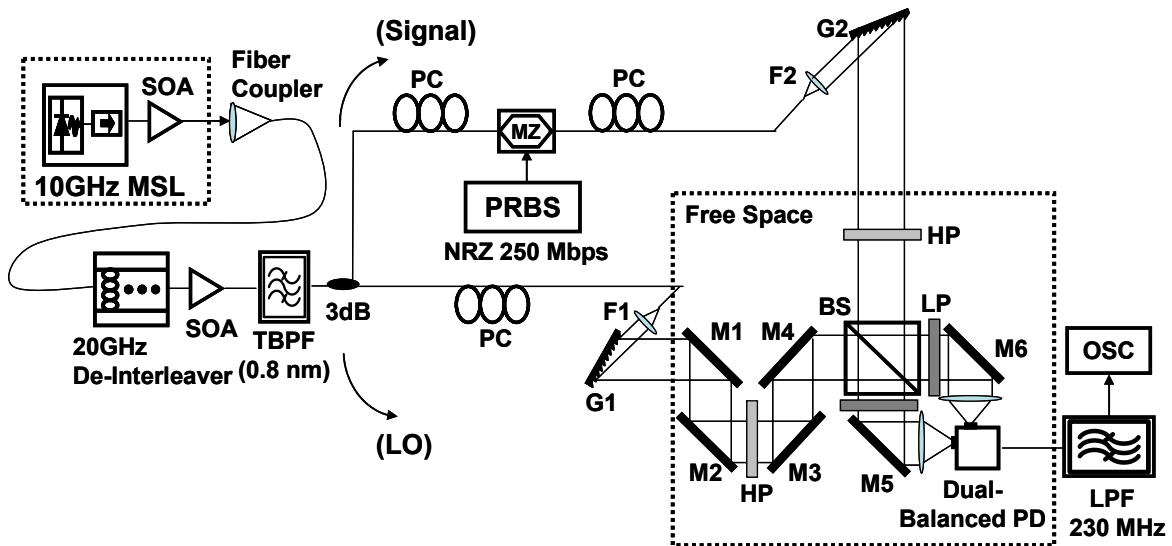 (Signal)
G2
Fiber
Coupler
SOA
PC
PC
F2
MZ
10GHz MSL
PRBS
NRZ 250 Mbps
Free Space
HP
3dB
PC
F1
M1
M4
BS
LP
M6
OSC
SOA
TBPF
(0.8 nm)
20GHz
De-Interleaver
G1
(LO)
M2
HP
M3
M5
Dual-
Balanced PD
LPF
230 MHz